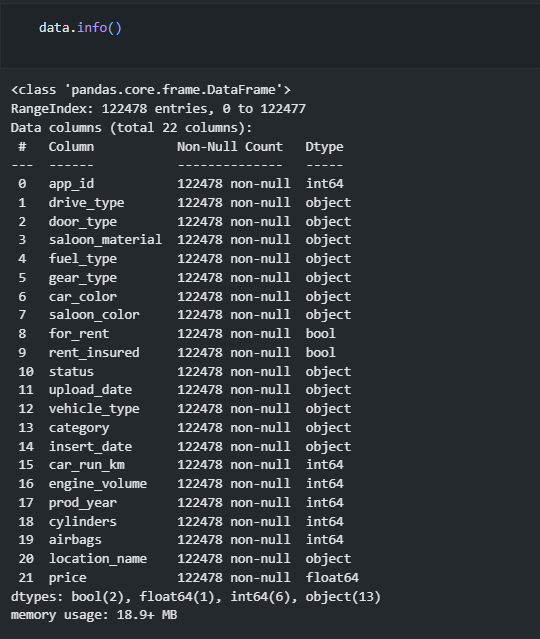 data.info()
<class 'pandas.core.frame.DataFrame'>
RangeIndex: 122478 entries, 0 to 122477
Data columns (total 22 columns):
 #   Column           Non-Null Count   Dtype
---  ------           --------------   -----
 0   app_id           122478 non-null  int64
 1   drive_type       122478 non-null  object
 2   door_type        122478 non-null  object
 3   saloon_material  122478 non-null  object
 4   fuel_type        122478 non-null  object
 5   gear_type        122478 non-null  object
 6   car_color        122478 non-null  object
 7   saloon_color     122478 non-null  object
 8   for_rent         122478 non-null  bool
 9   rent_insured     122478 non-null  bool
 10  status           122478 non-null  object
 11  upload_date      122478 non-null  object
 12  vehicle_type     122478 non-null  object
 13  category         122478 non-null  object
 14  insert_date      122478 non-null  object
 15  car_run_km       122478 non-null  int64
 16  engine_volume    122478 non-null  int64
 17  prod_year        122478 non-null  int64
 18  cylinders        122478 non-null  int64
 19  airbags          122478 non-null  int64
 20  location_name    122478 non-null  object
 21  price            122478 non-null  float64
dtypes: bool(2), float64(1), int64(6), object(13)
memory usage: 18.9+ MB